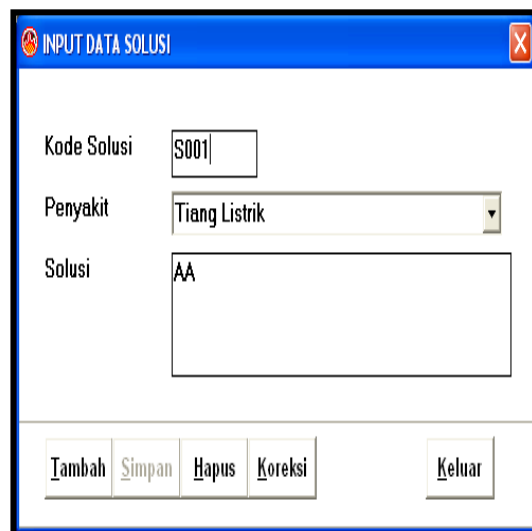 INPUT DATA SOLUSI
Kode Solusi S001
Penyakit Tiang Listrik
Solusi AA
Tambah Simpan Hapus Koreksi Keluar